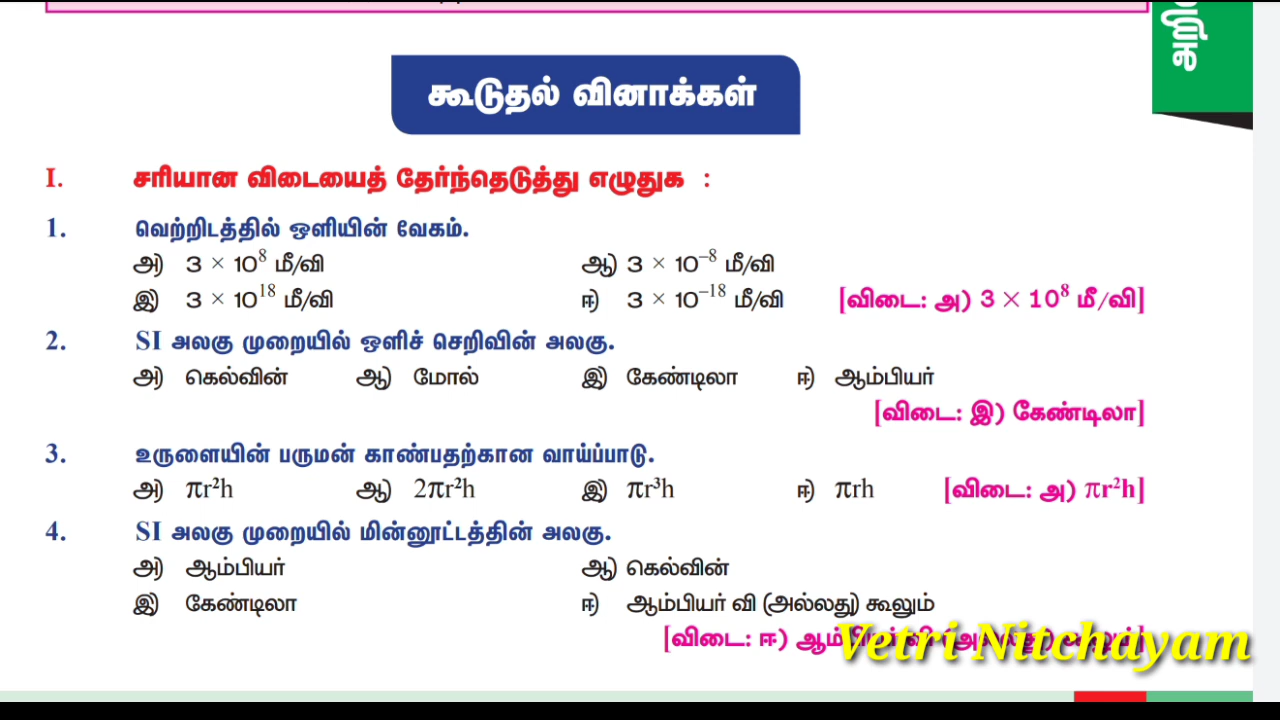 கூடுதல் வினாக்கள்
I. சரியான விடையைத் தேர்ந்தெடுத்து எழுதுக :
1. வெற்றிடத்தில் ஒளியின் வேகம்.
அ) 3 × 10⁸ மீ/வி ஆ) 3 × 10⁻⁸ மீ/வி
இ) 3 × 10¹⁸ மீ/வி ஈ) 3 × 10⁻¹⁸ மீ/வி [விடை: அ) 3 × 10⁸ மீ/வி]
2. SI அலகு முறையில் ஒளிச் செறிவின் அலகு.
அ) கெல்வின் ஆ) மோல் இ) கேண்டிலா ஈ) ஆம்பியர்
[விடை: இ) கேண்டிலா]
3. உருளையின் பருமன் காண்பதற்கான வாய்ப்பாடு.
அ) πr²h ஆ) 2πr²h இ) πr³h ஈ) πrh [விடை: அ) πr²h]
4. SI அலகு முறையில் மின்னூட்டத்தின் அலகு.
அ) ஆம்பியர் ஆ) கெல்வின்
இ) கேண்டிலா ஈ) ஆம்பியர் வி (அல்லது) கூலும்
[விடை: ஈ)
Vetri Nitchayam